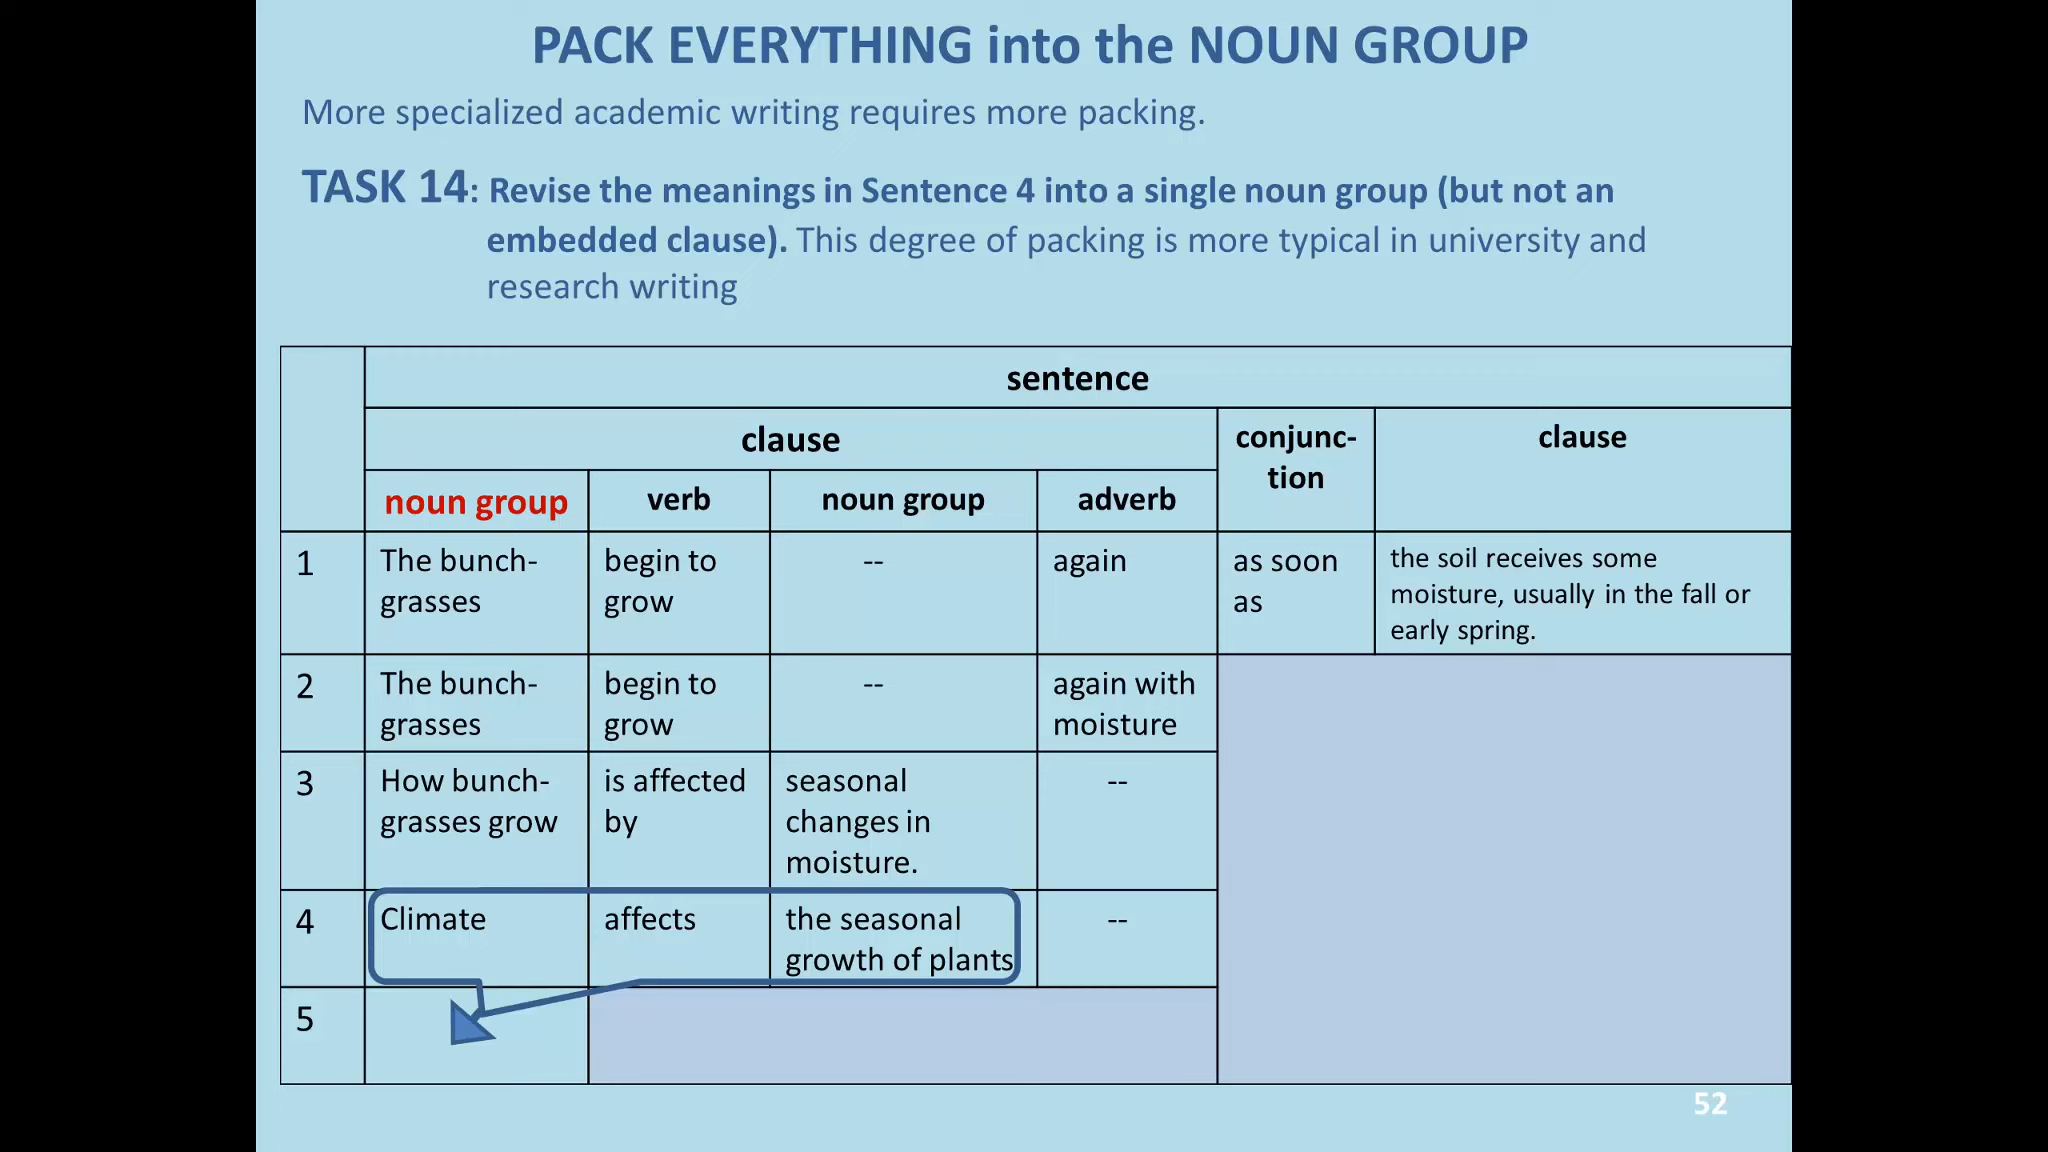 PACK EVERYTHING into the NOUN GROUP
More specialized academic writing requires more packing.
TASK 14: Revise the meanings in Sentence 4 into a single noun group (but not an
embedded clause). This degree of packing is more typical in university and
research writing
sentence
clause
conjunc-
tion
clause
noun group
verb
noun group
adverb
1
The bunch-
grasses
begin to
grow
--
again
as soon
as
the soil receives some
moisture, usually in the fall or
early spring.
2
The bunch-
grasses
begin to
grow
--
again with
moisture
3
How bunch-
grasses grow
is affected
by
seasonal
changes in
moisture.
--
4
Climate
affects
the seasonal
growth of plants
--
5
52